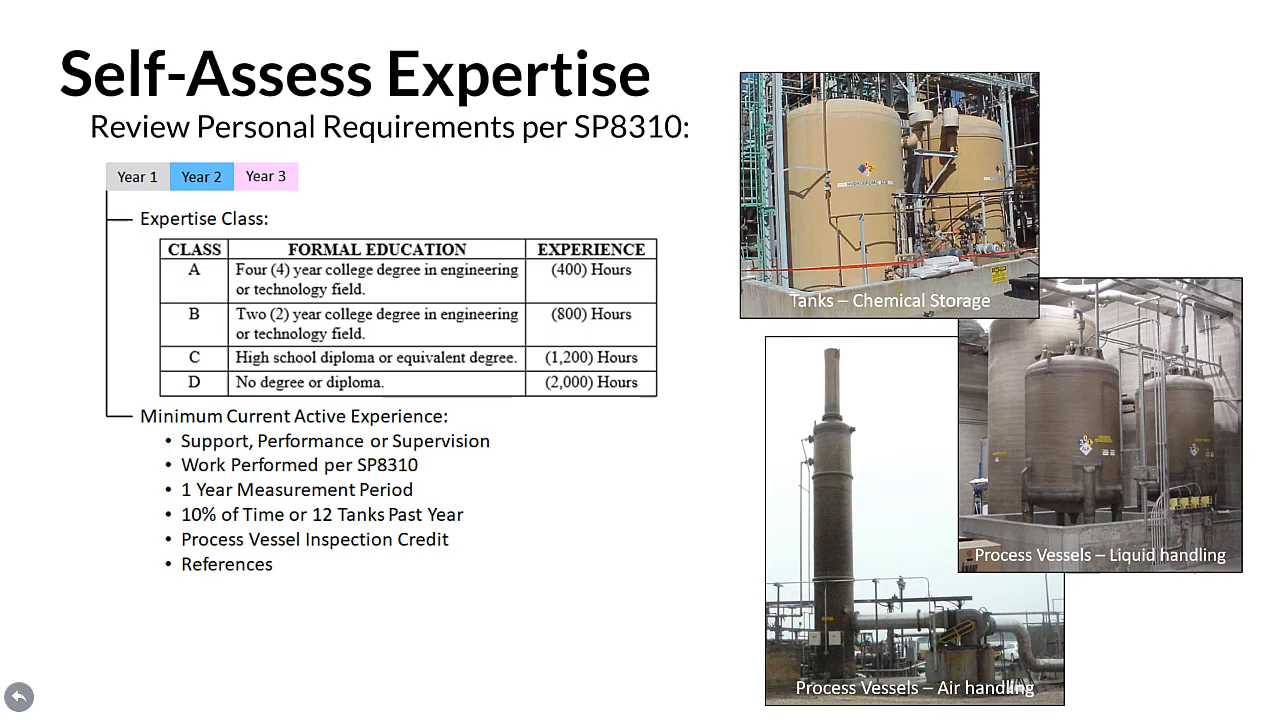 Self-Assess Expertise
Review Personal Requirements per SP8310:
Year 1 Year 2 Year 3
Expertise Class:
CLASS FORMAL EDUCATION EXPERIENCE
A Four (4) year college degree in engineering (400) Hours
or technology field.
B Two (2) year college degree in engineering (800) Hours
or technology field.
C High school diploma or equivalent degree. (1,200) Hours
D No degree or diploma. (2,000) Hours
Minimum Current Active Experience:
• Support, Performance or Supervision
• Work Performed per SP8310
• 1 Year Measurement Period
• 10% of Time or 12 Tanks Past Year
• Process Vessel Inspection Credit
• References
Tanks – Chemical Storage
Process Vessels – Liquid handling
Process Vessels – Air handling